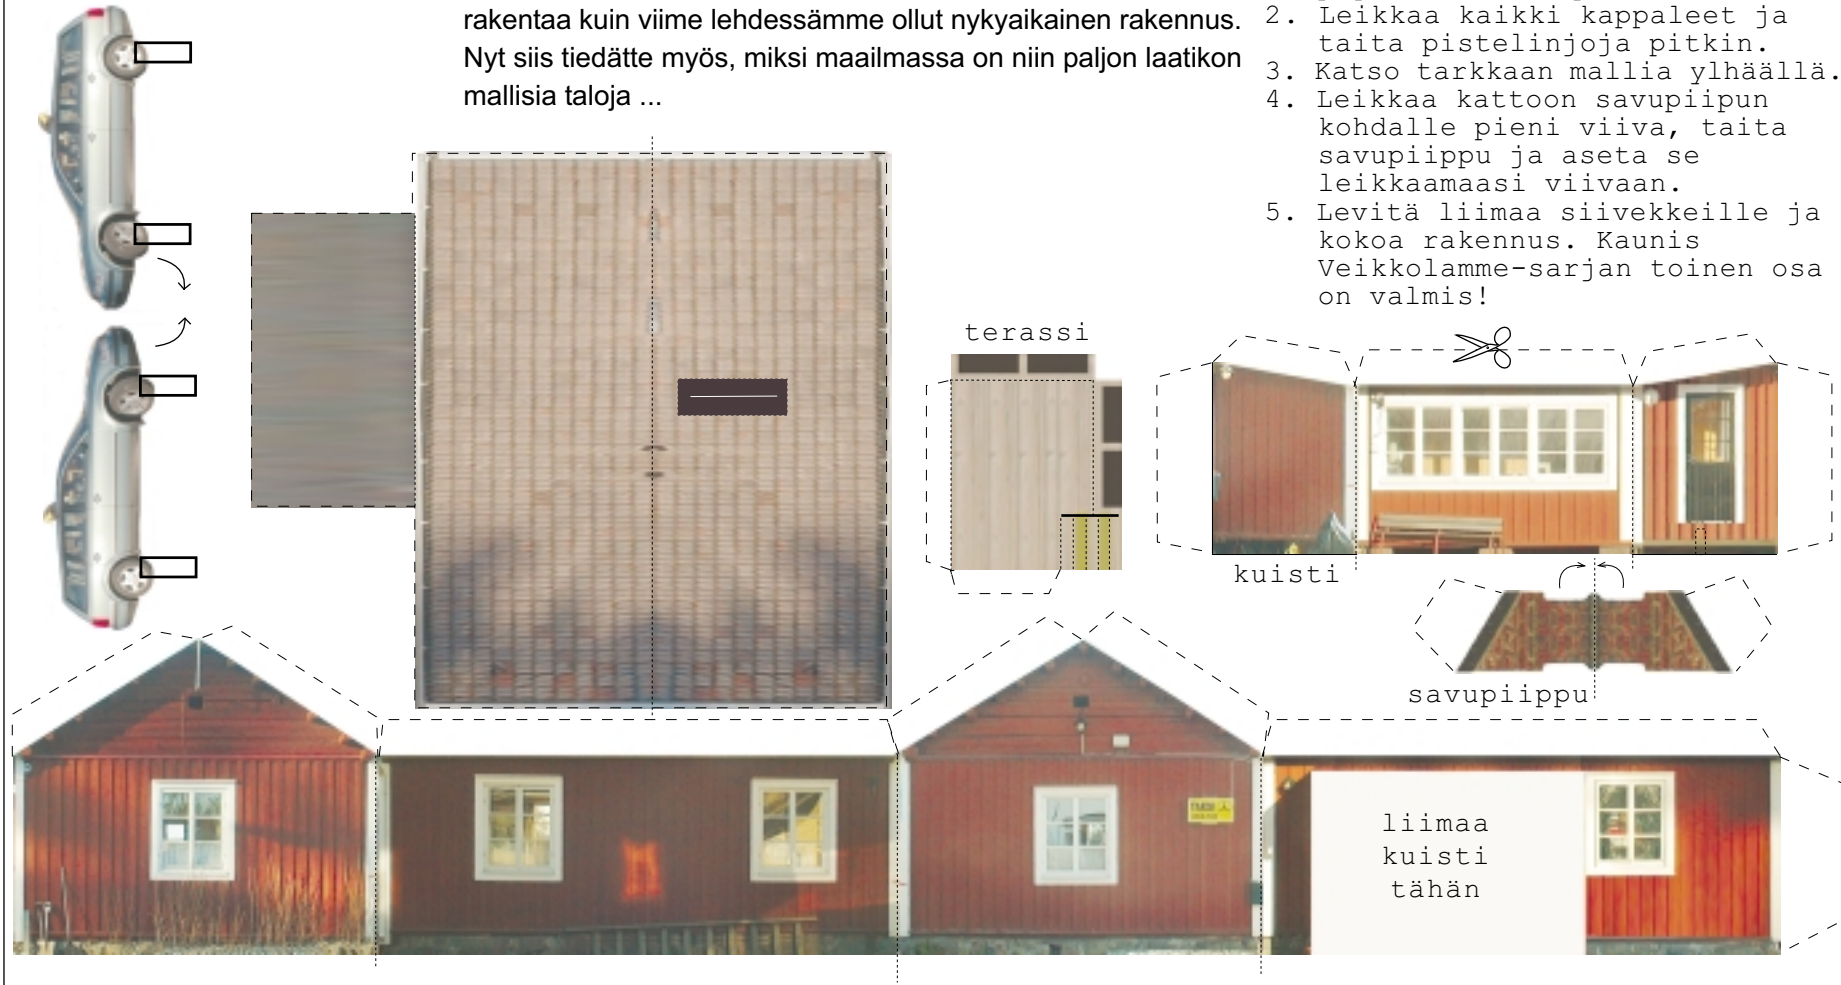 rakentaa kuin viime lehdessämme ollut nykyaikainen rakennus.
Nyt siis tiedätte myös, miksi maailmassa on niin paljon laatikon
mallisia taloja ...
2. Leikkaa kaikki kappaleet ja
taita pistelinjoja pitkin.
3. Katso tarkkaan mallia ylhäällä.
4. Leikkaa kattoon savupiipun
kohdalle pieni viiva, taita
savupiippu ja aseta se
leikkaamaasi viivaan.
5. Levitä liimaa siivekkeille ja
kokoa rakennus. Kaunis
Veikkolamme-sarjan toinen osa
on valmis!
terassi
kuisti
savupiippu
liimaa
kuisti
tähän